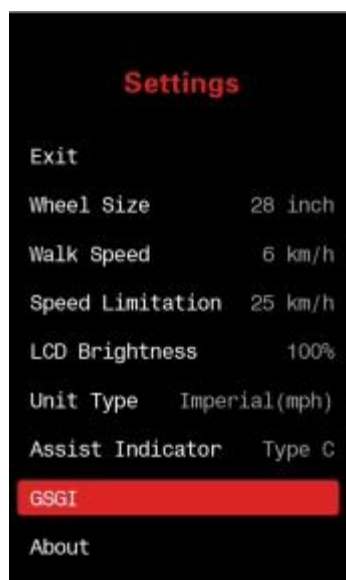 Settings
Exit
Wheel Size 28 inch
Walk Speed 6 km/h
Speed Limitation 25 km/h
LCD Brightness 100%
Unit Type Imperial(mph)
Assist Indicator Type C
GSGI
About